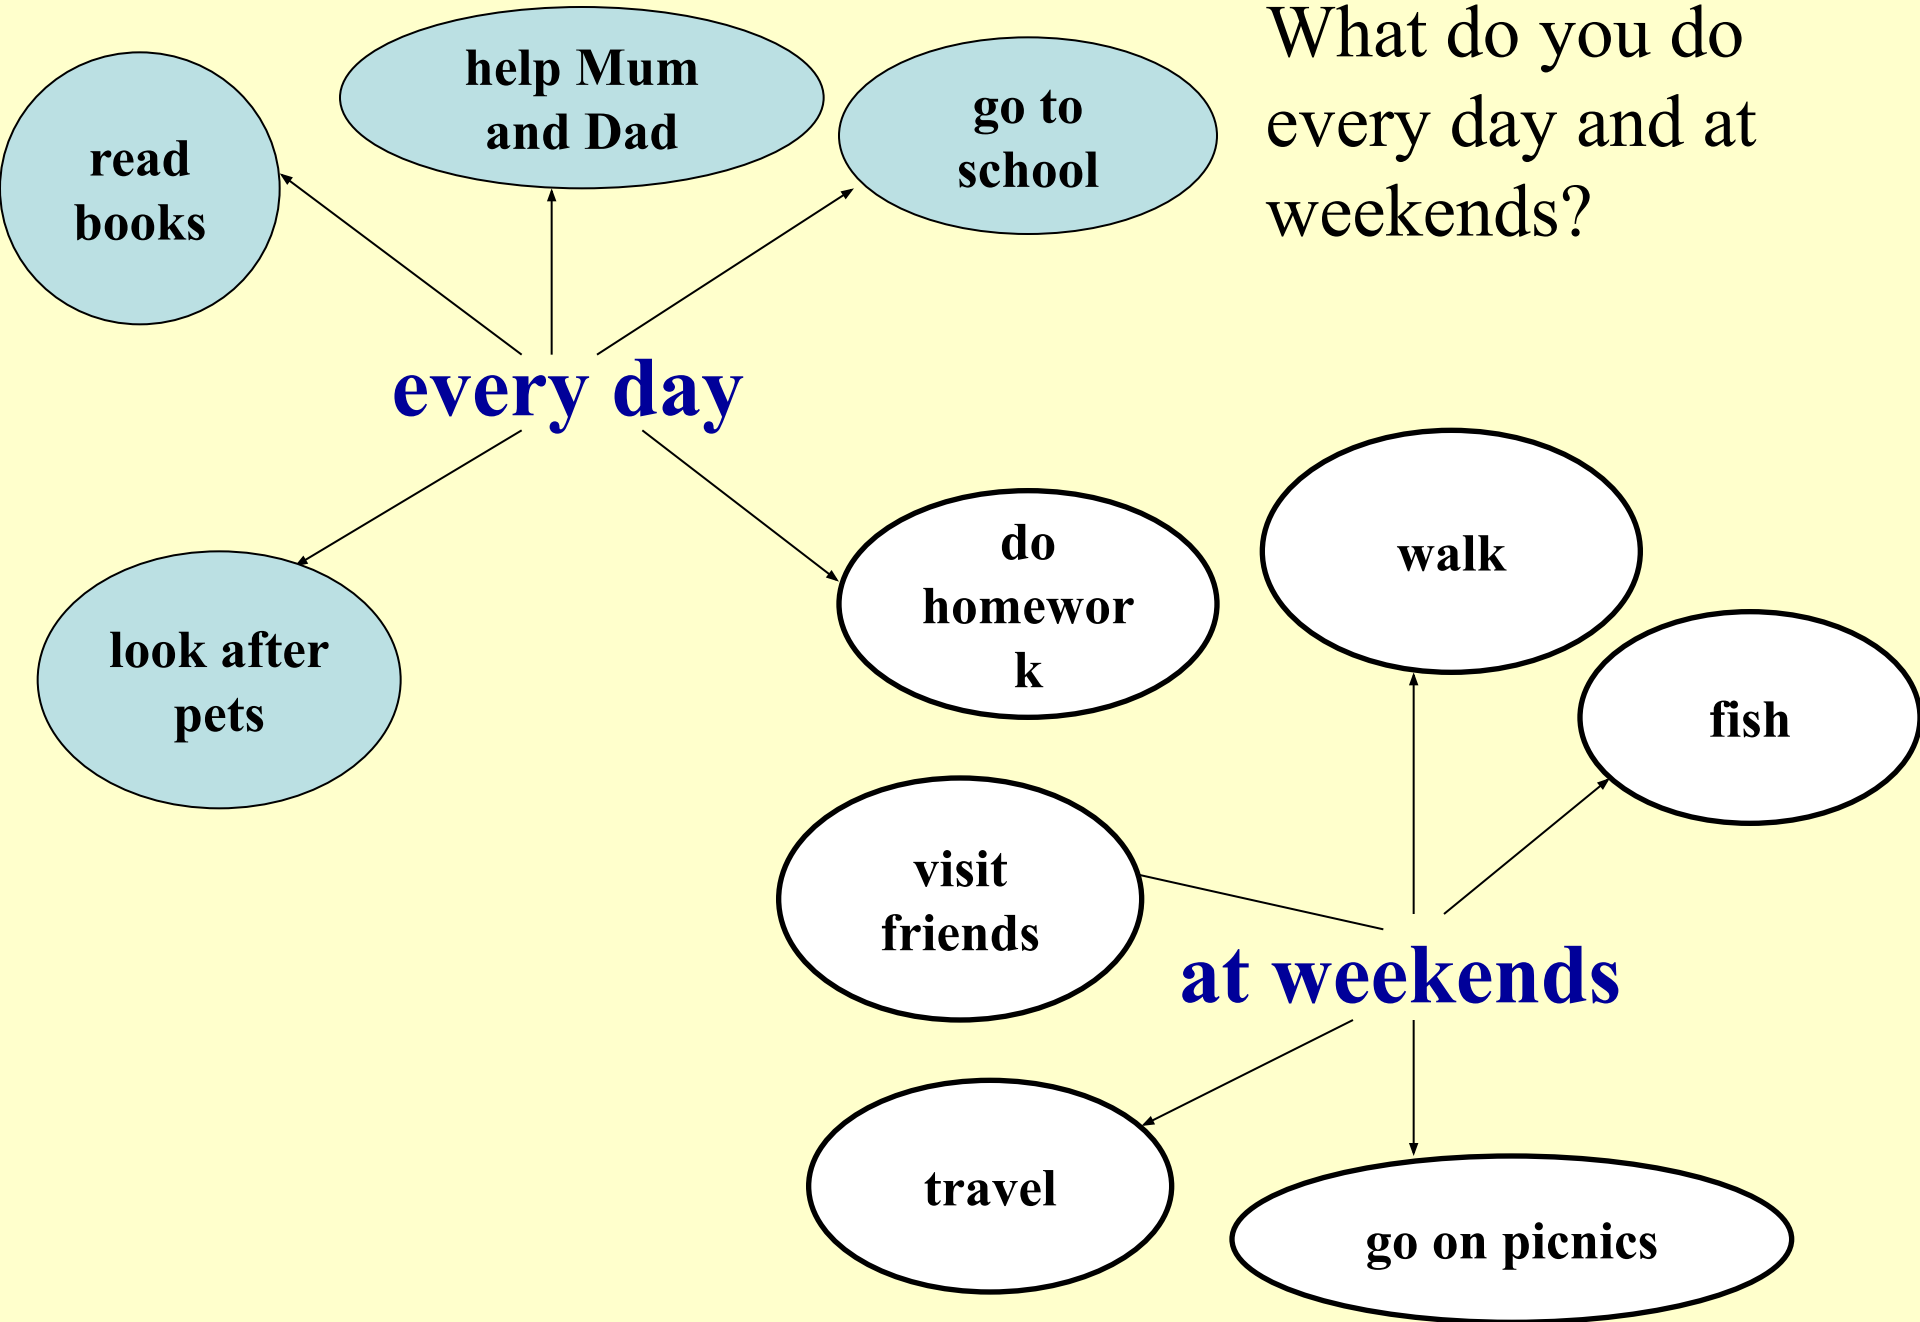 What do you do
every day and at
weekends?
help Mum
and Dad
go to
school
read
books
every day
look after
pets
do
homewor
k
walk
fish
visit
friends
at weekends
travel
go on picnics